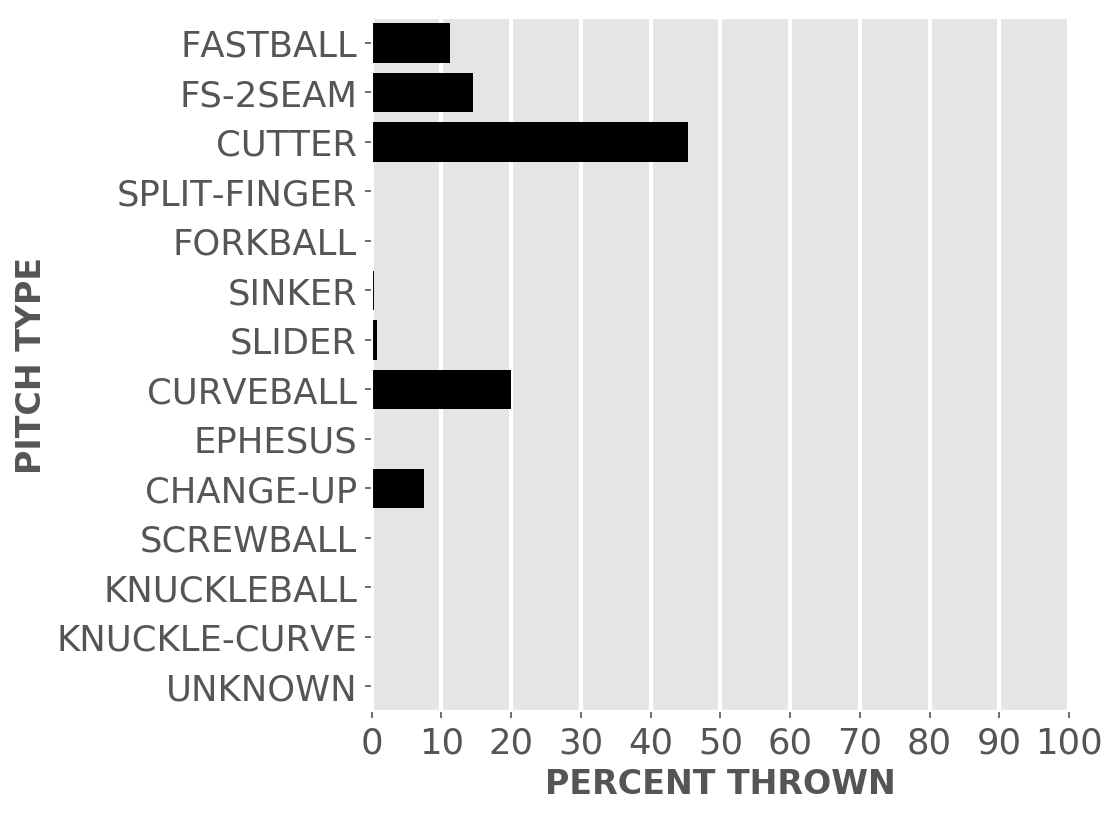 FASTBALL
FS-2SEAM
CUTTER
SPLIT-FINGER
FORKBALL
SINKER
SLIDER
CURVEBALL
EPHESUS
CHANGE-UP
SCREWBALL
KNUCKLEBALL
KNUCKLE-CURVE
UNKNOWN
PITCH TYPE
0 10 20 30 40 50 60 70 80 90 100
PERCENT THROWN